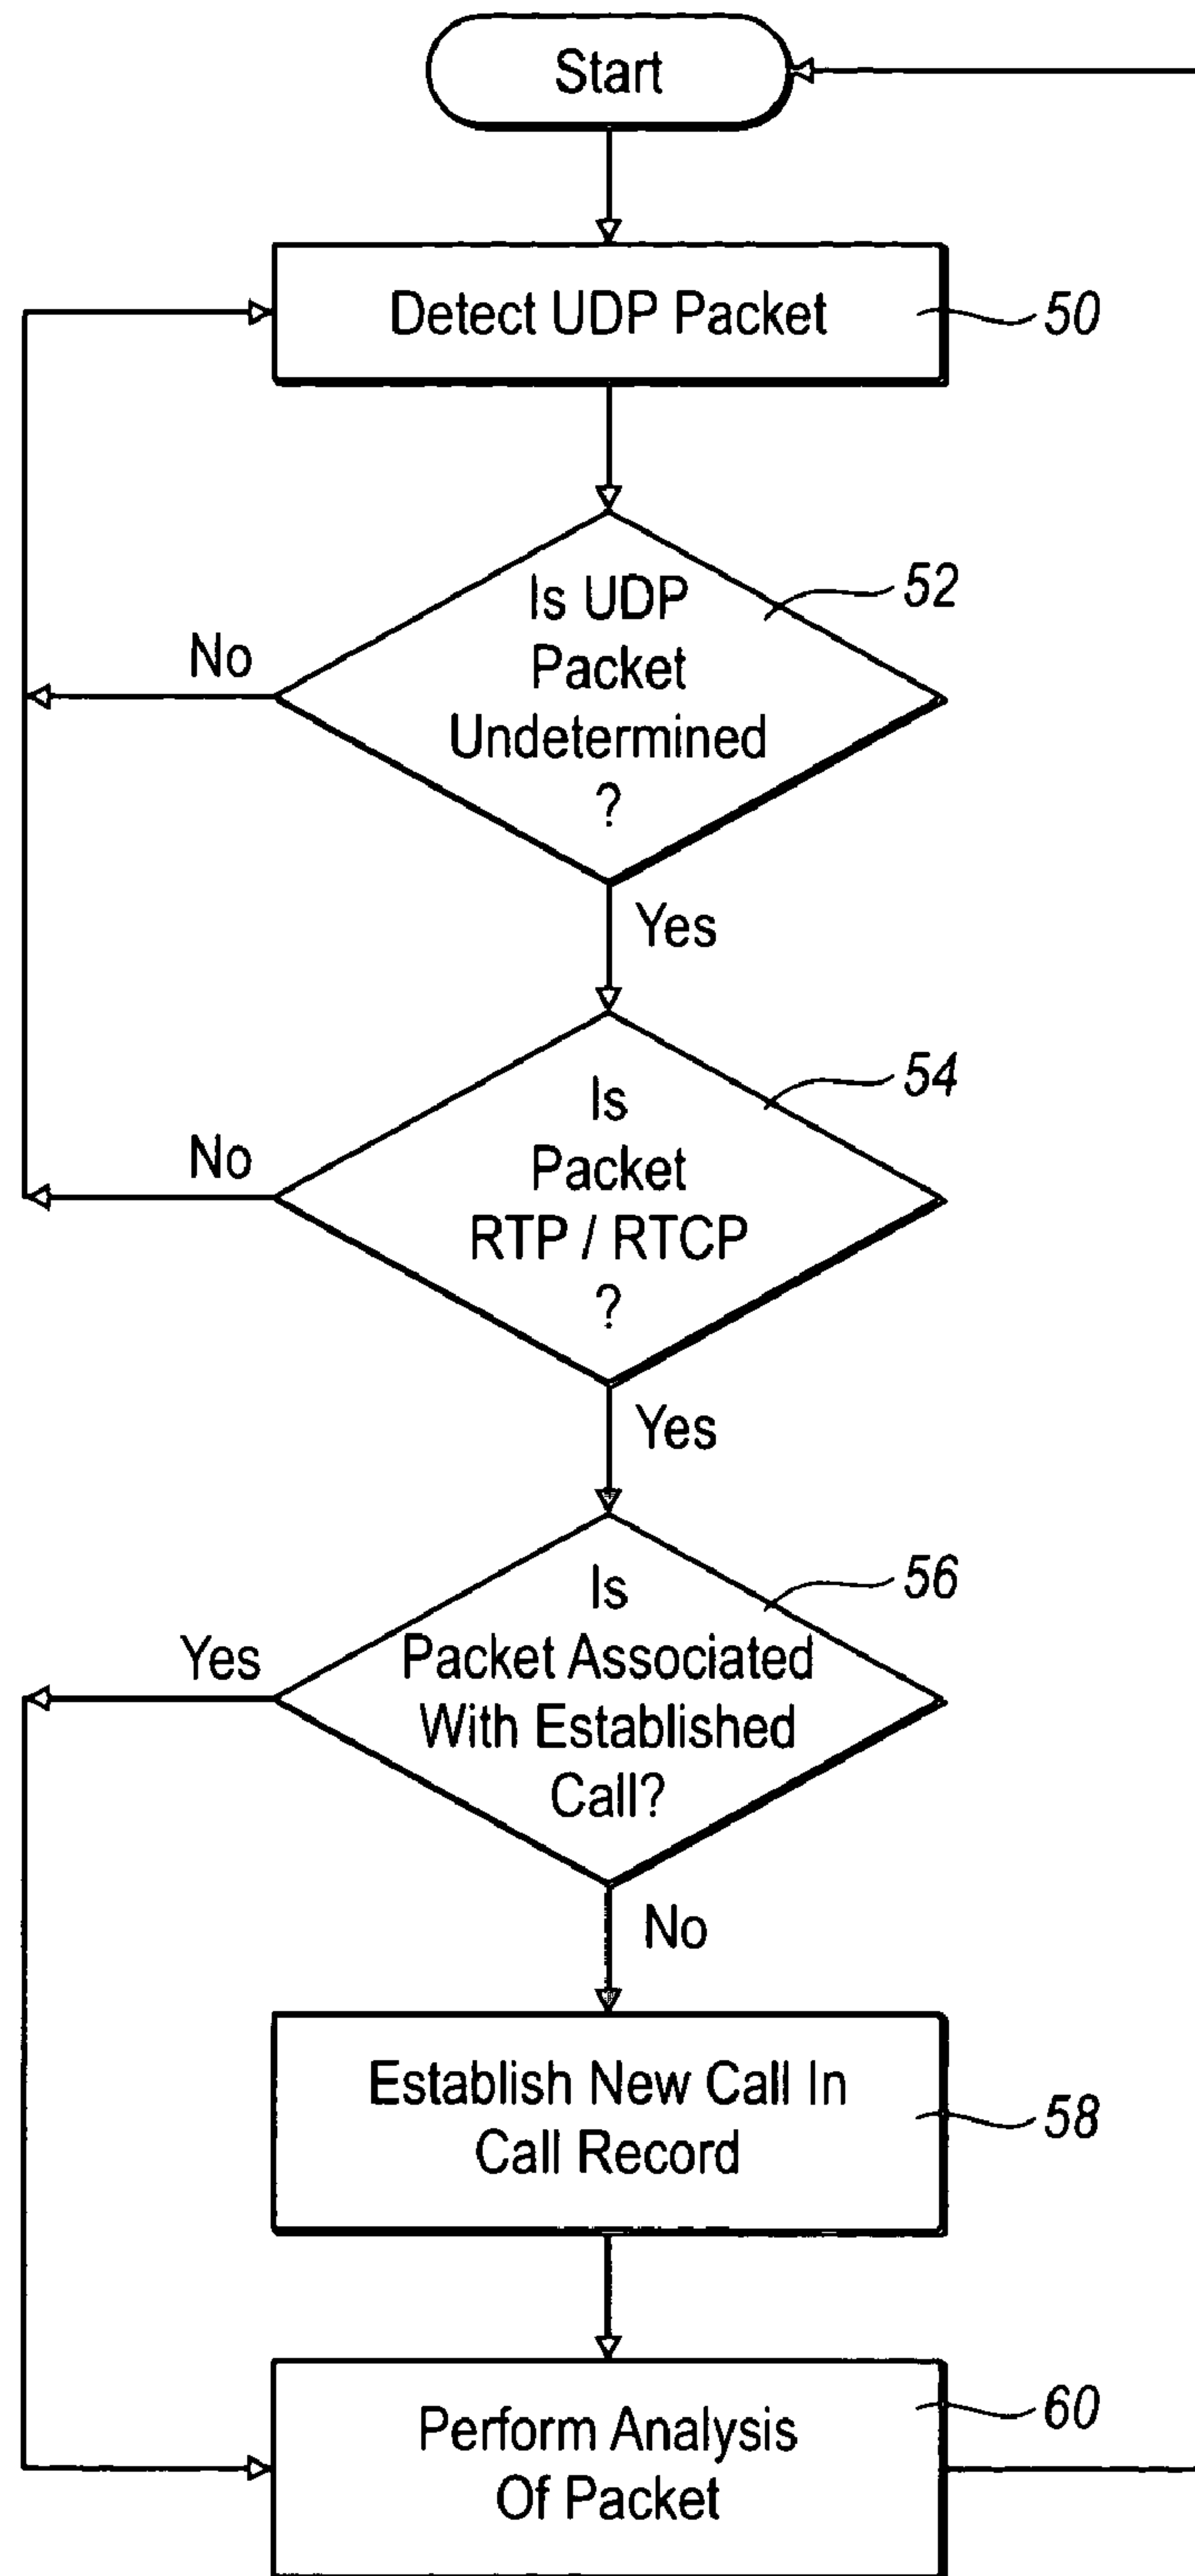 Start
Detect UDP Packet
50
Is UDP
Packet
Undetermined
?
52
No
Yes
Is
Packet
RTP / RTCP
?
54
No
Yes
Is
Packet Associated
With Established
Call?
56
Yes
No
Establish New Call In
Call Record
58
Perform Analysis
Of Packet
60